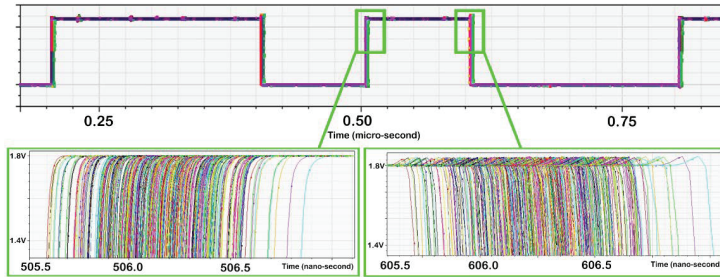 0.25
0.50
0.75
Time (micro-second)
1.8V
1.4V
505.5
506.0
506.5
Time (nano-second)
1.8V
1.4V
605.5
606.0
606.5
Time (nano-second)